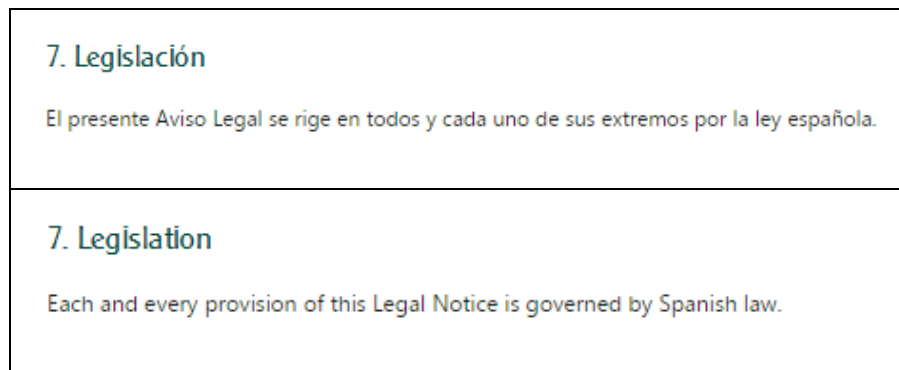 7. Legislación
El presente Aviso Legal se rige en todos y cada uno de sus extremos por la ley española.
7. Legislation
Each and every provision of this Legal Notice is governed by Spanish law.